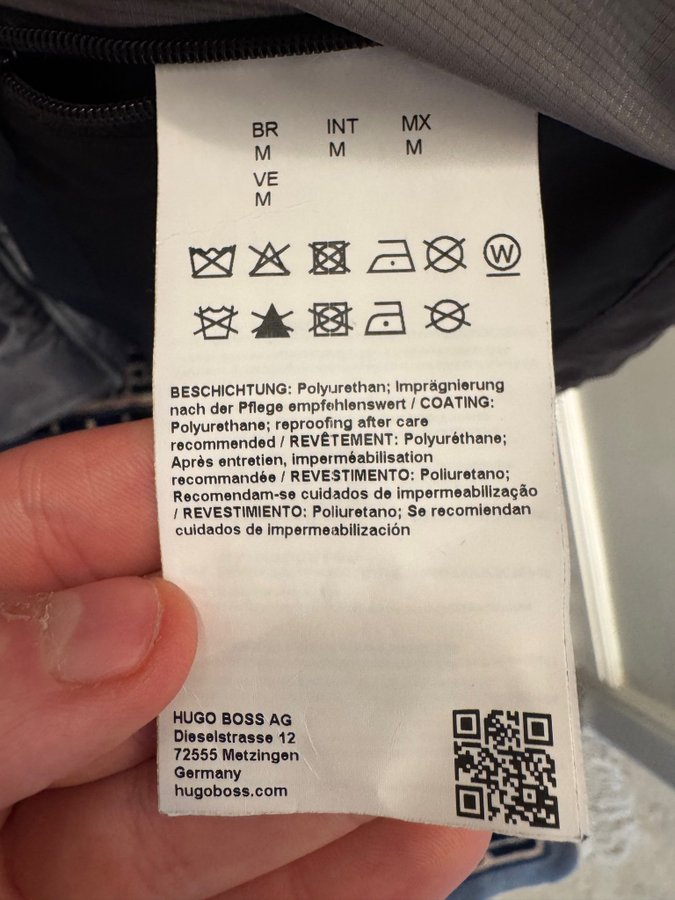 BR INT MX
M M M
VE
M
W
BESCHICHTUNG: Polyurethan; Imprägnierung
nach der Pflege empfehlenswert / COATING:
Polyurethane; reproofing after care
recommended / REVÊTEMENT: Polyuréthane;
Après entretien, imperméabilisation
recommandée / REVESTIMENTO: Poliuretano;
Recomendam-se cuidados de impermeabilização
/ REVESTIMIENTO: Poliuretano; Se recomiendan
cuidados de impermeabilización
HUGO BOSS AG
Dieselstrasse 12
72555 Metzingen
Germany
hugoboss.com